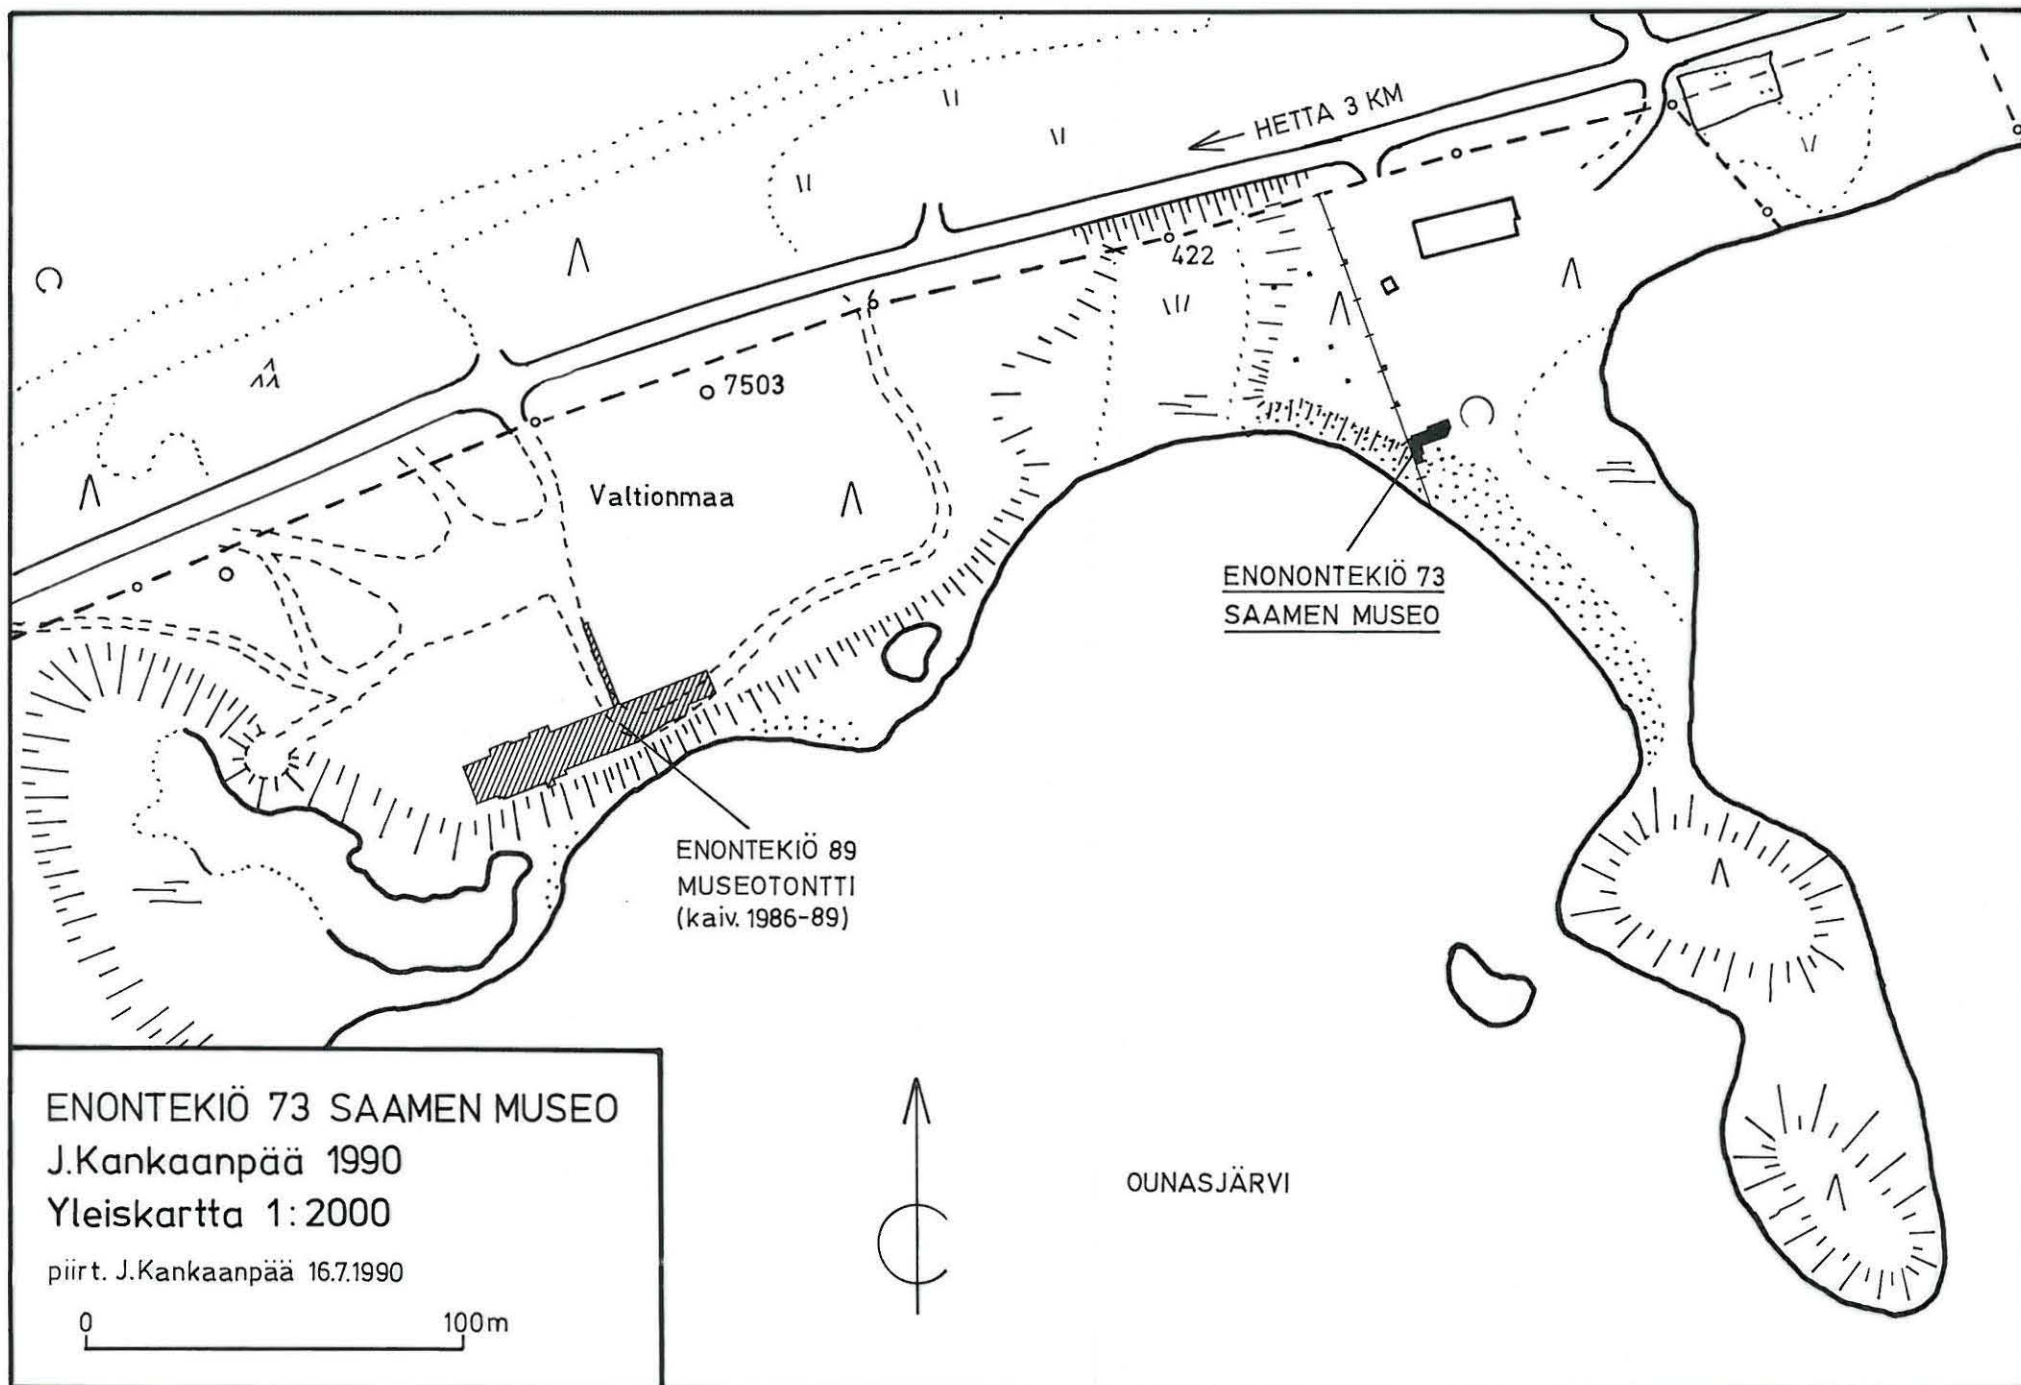 HETTA 3 KM
422
7503
Valtionmaa
ENONONTEKIÖ 73
SAAMEN MUSEO
ENONTEKIÖ 89
MUSEOTONTTI
(kaiv. 1986-89)
OUNASJÄRVI
ENONTEKIÖ 73 SAAMEN MUSEO
J.Kankaanpää 1990
Yleiskartta 1:2000
piirt. J.Kankaanpää 16.7.1990
0 100m